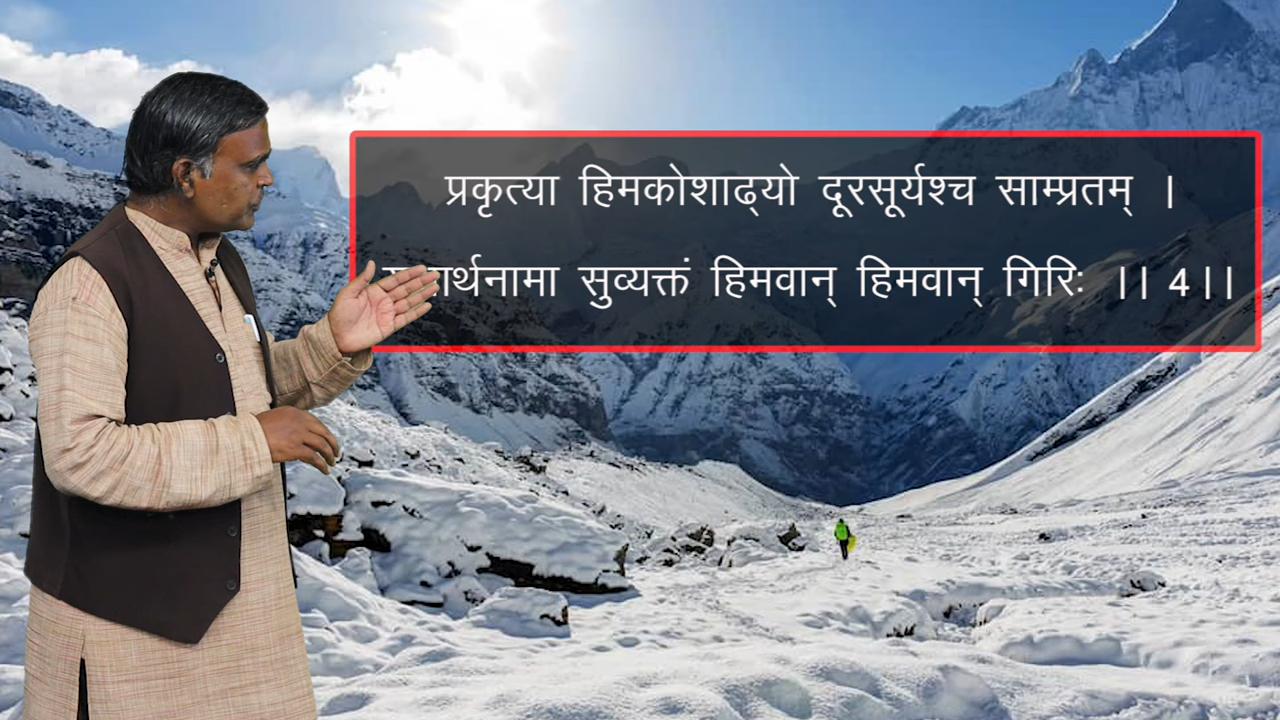 प्रकृत्या हिमकोशाढ्यो दूरसूर्यश्च साम्प्रतम् ।
सुव्यक्तं हिमवान् हिमवान् गिरिः ।। 4 ।।